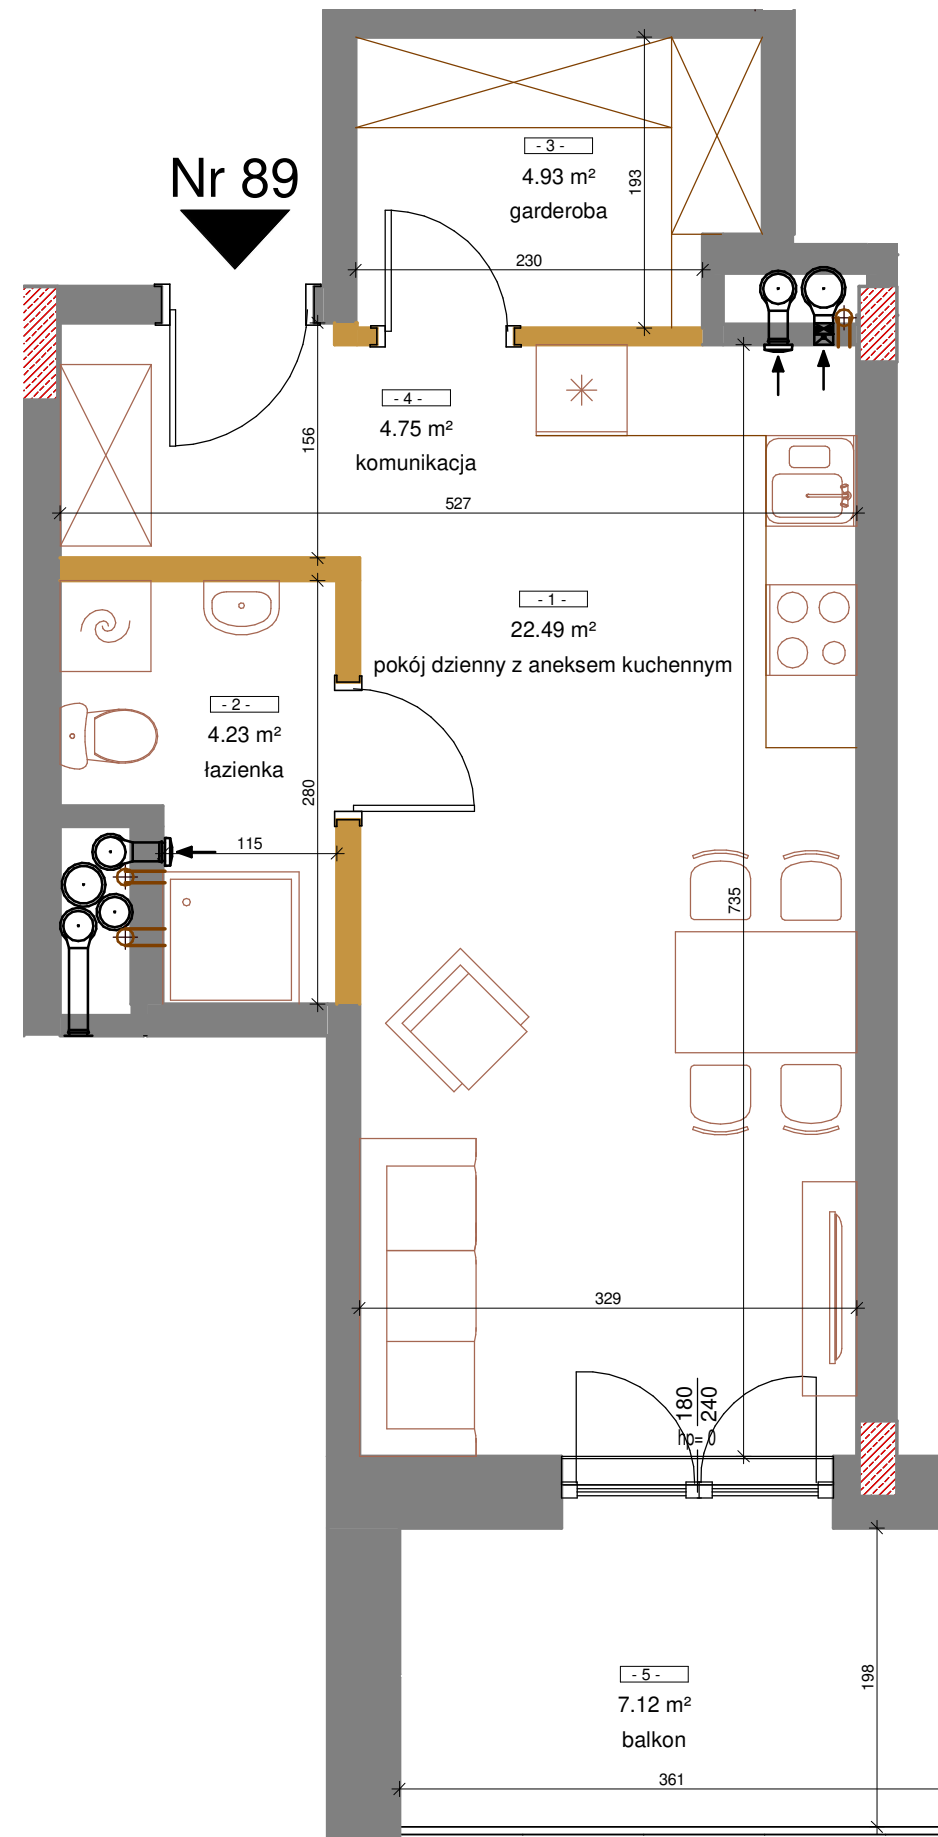 Nr 89
- 3 -
4.93 m²
garderoba
193
230
- 4 -
4.75 m²
komunikacja
156
527
- 1 -
22.49 m²
pokój dzienny z aneksem kuchennym
- 2 -
4.23 m²
łazienka
280
115
735
329
180
240
hp= 0
- 5 -
7.12 m²
balkon
198
361